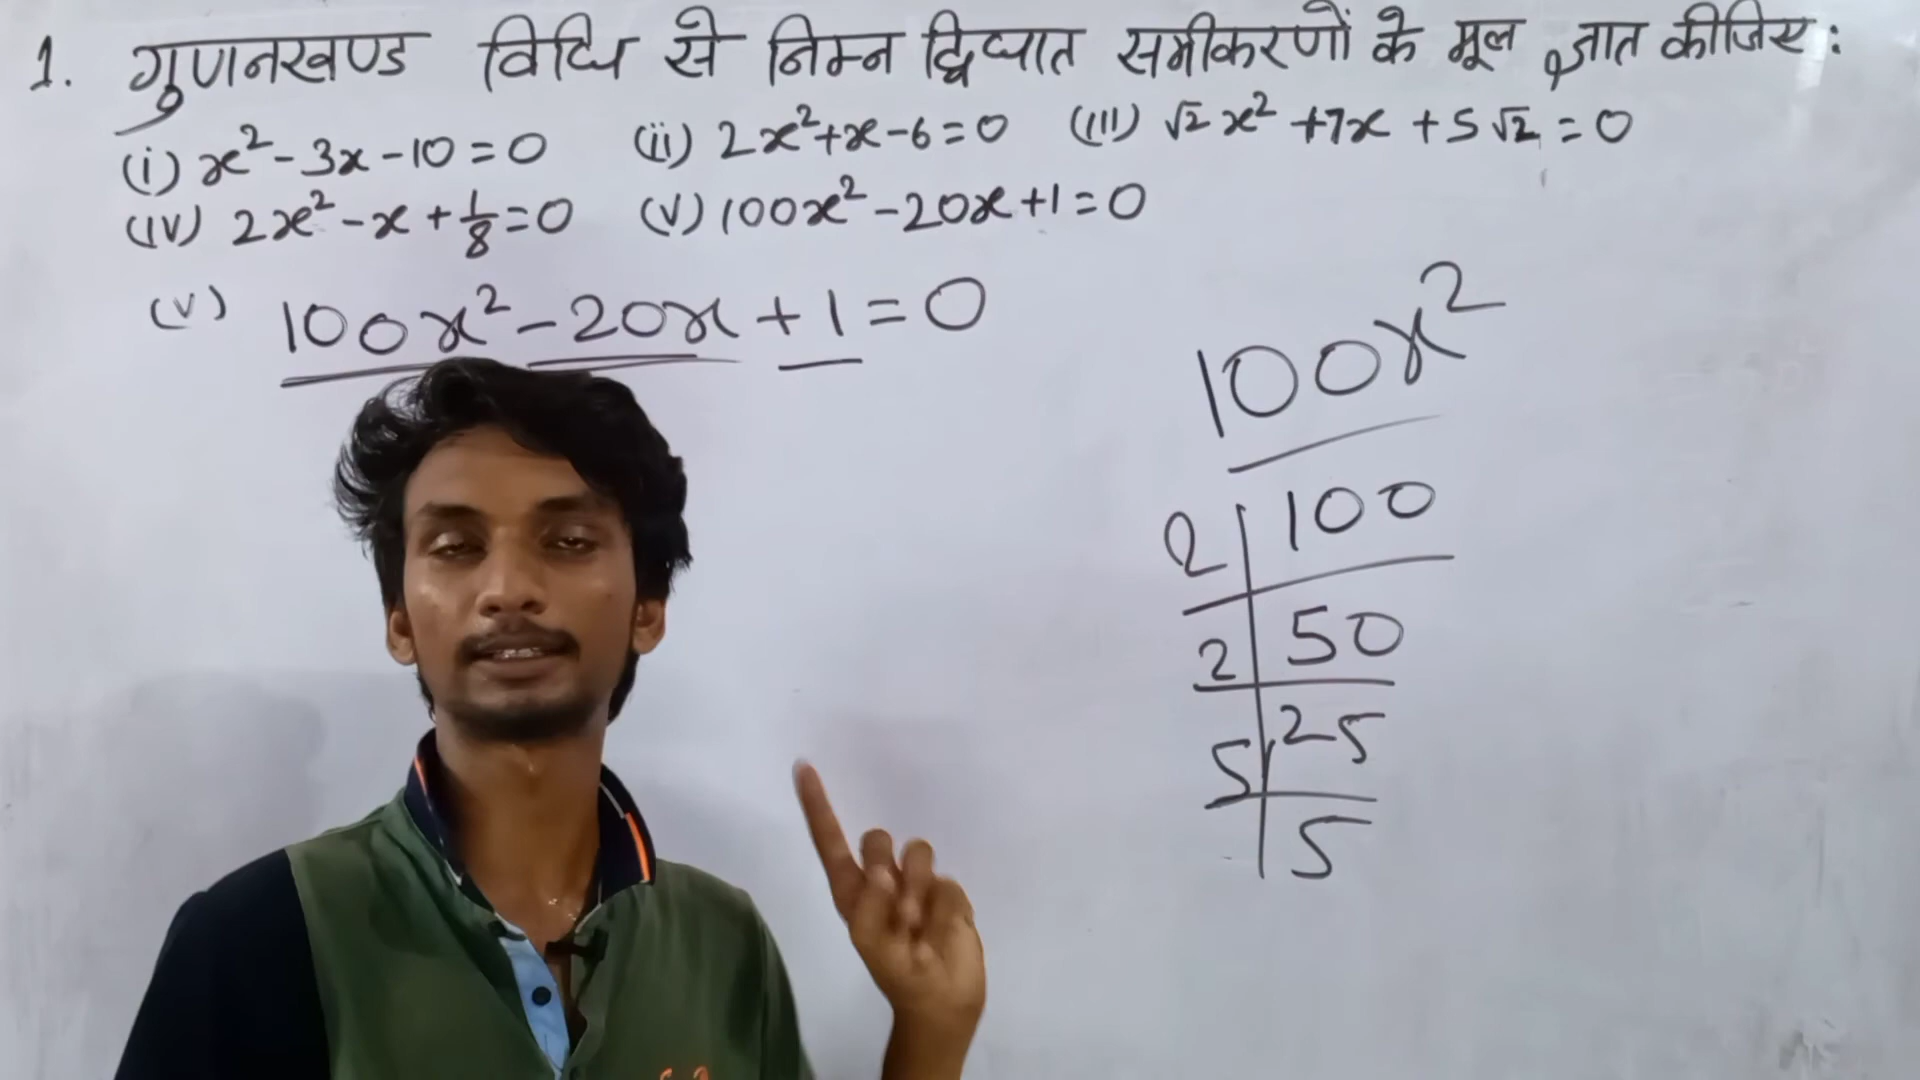 1. गुणनखण्ड विधि से निम्न द्विघात समीकरणों के मूल ज्ञात कीजिए:
(i) x² - 3x - 10 = 0 (ii) 2x² + x - 6 = 0 (iii) √2 x² + 7x + 5√2 = 0
(iv) 2x² - x + 1/8 = 0 (v) 100x² - 20x + 1 = 0
(v) 100x² - 20x + 1 = 0
100x²
2 | 100
2 | 50
5 | 25
5